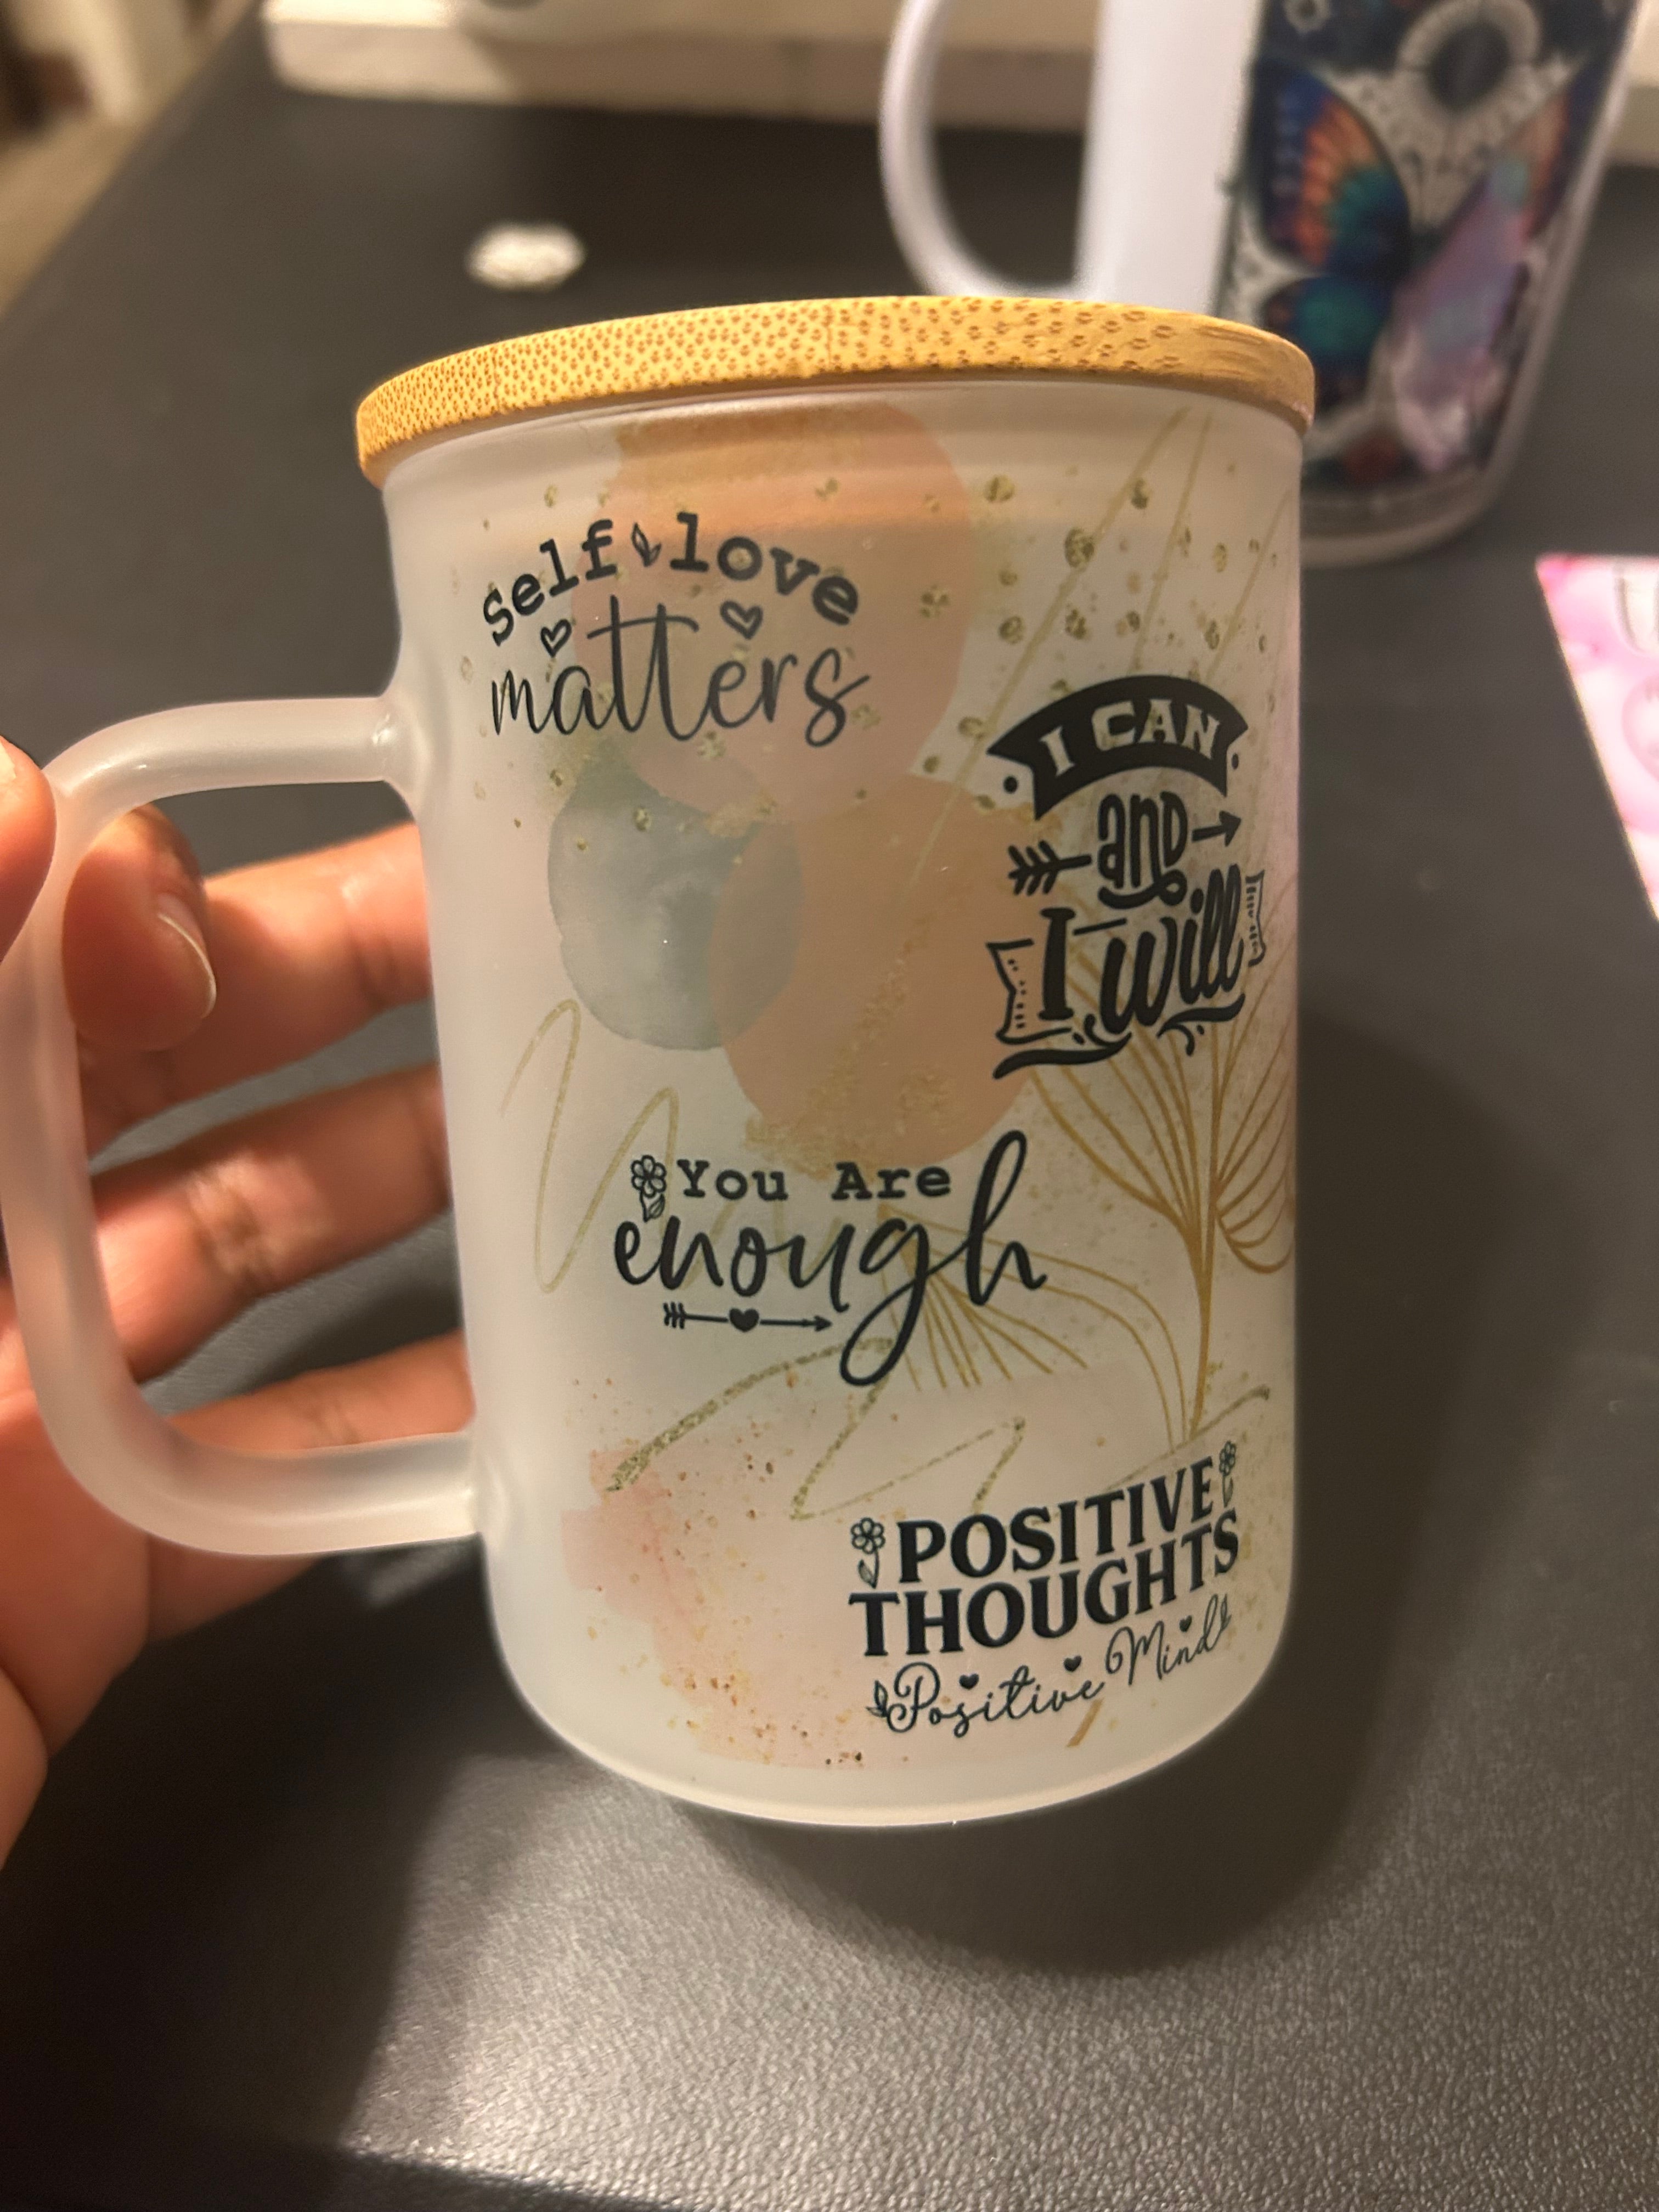 self love
matters
I CAN
and
I will
You Are
enough
POSITIVE
THOUGHTS
Positive Mind